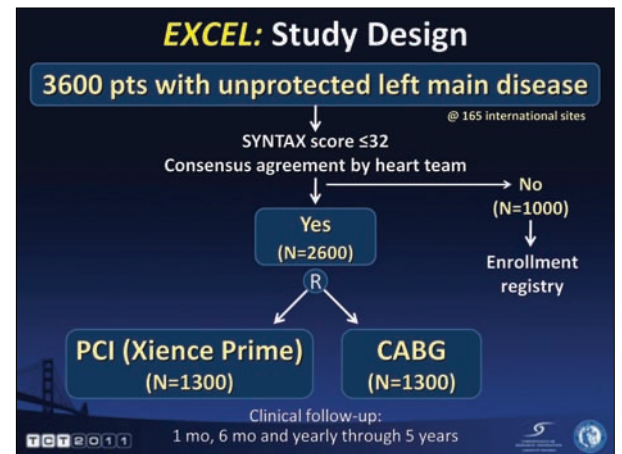 EXCEL: Study Design
3600 pts with unprotected left main disease
@ 165 international sites
SYNTAX score ≤32
Consensus agreement by heart team
No
(N=1000)
Yes
(N=2600)
Enrollment
registry
R
PCI (Xience Prime)
(N=1300)
CABG
(N=1300)
Clinical follow-up:
1 mo, 6 mo and yearly through 5 years
TCT2011